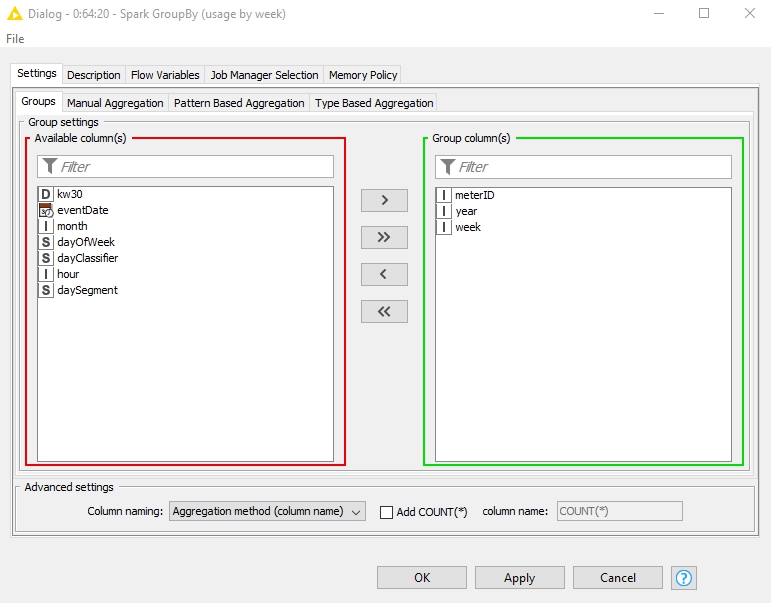 Dialog - 0:64:20 - Spark GroupBy (usage by week)
File
Settings Description Flow Variables Job Manager Selection Memory Policy
Groups Manual Aggregation Pattern Based Aggregation Type Based Aggregation
Group settings
Available column(s)
Filter
D kw30
eventDate
I month
S dayOfWeek
S dayClassifier
I hour
S daySegment
>
>>
<
<<
Group column(s)
Filter
I meterID
I year
I week
Advanced settings
Column naming: Aggregation method (column name) Add COUNT(*) column name: COUNT(*)
OK Apply Cancel ?